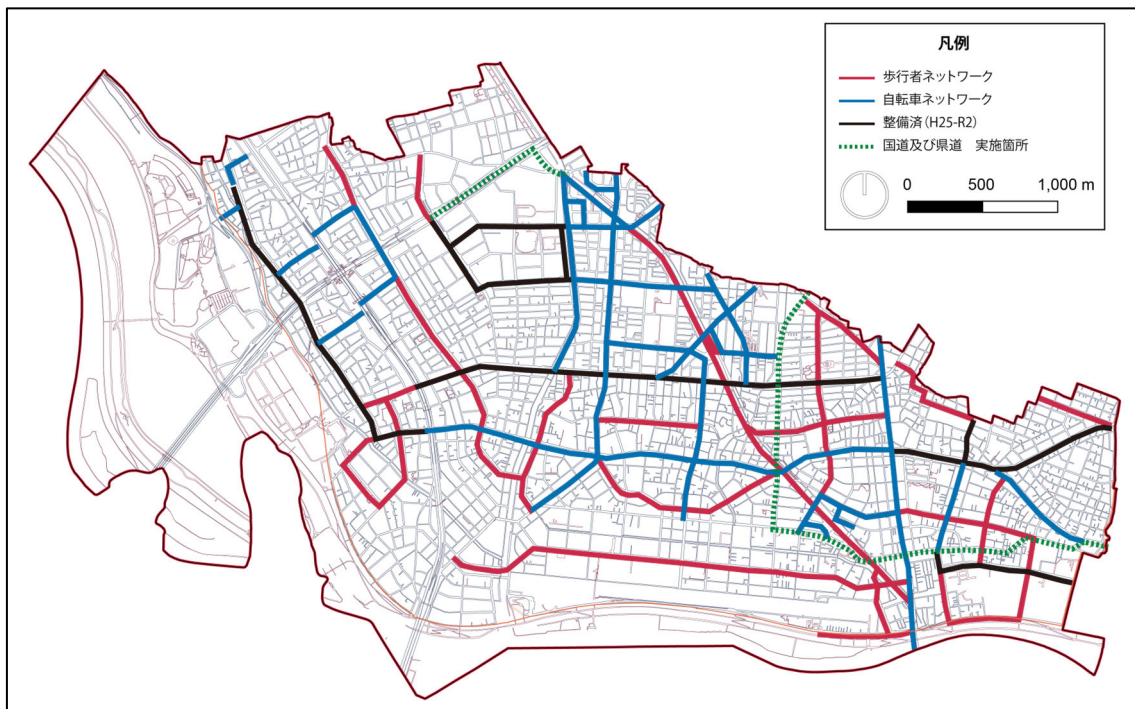 凡例
歩行者ネットワーク
自転車ネットワーク
整備済(H25-R2)
国道及び県道 実施箇所
0 500 1,000 m